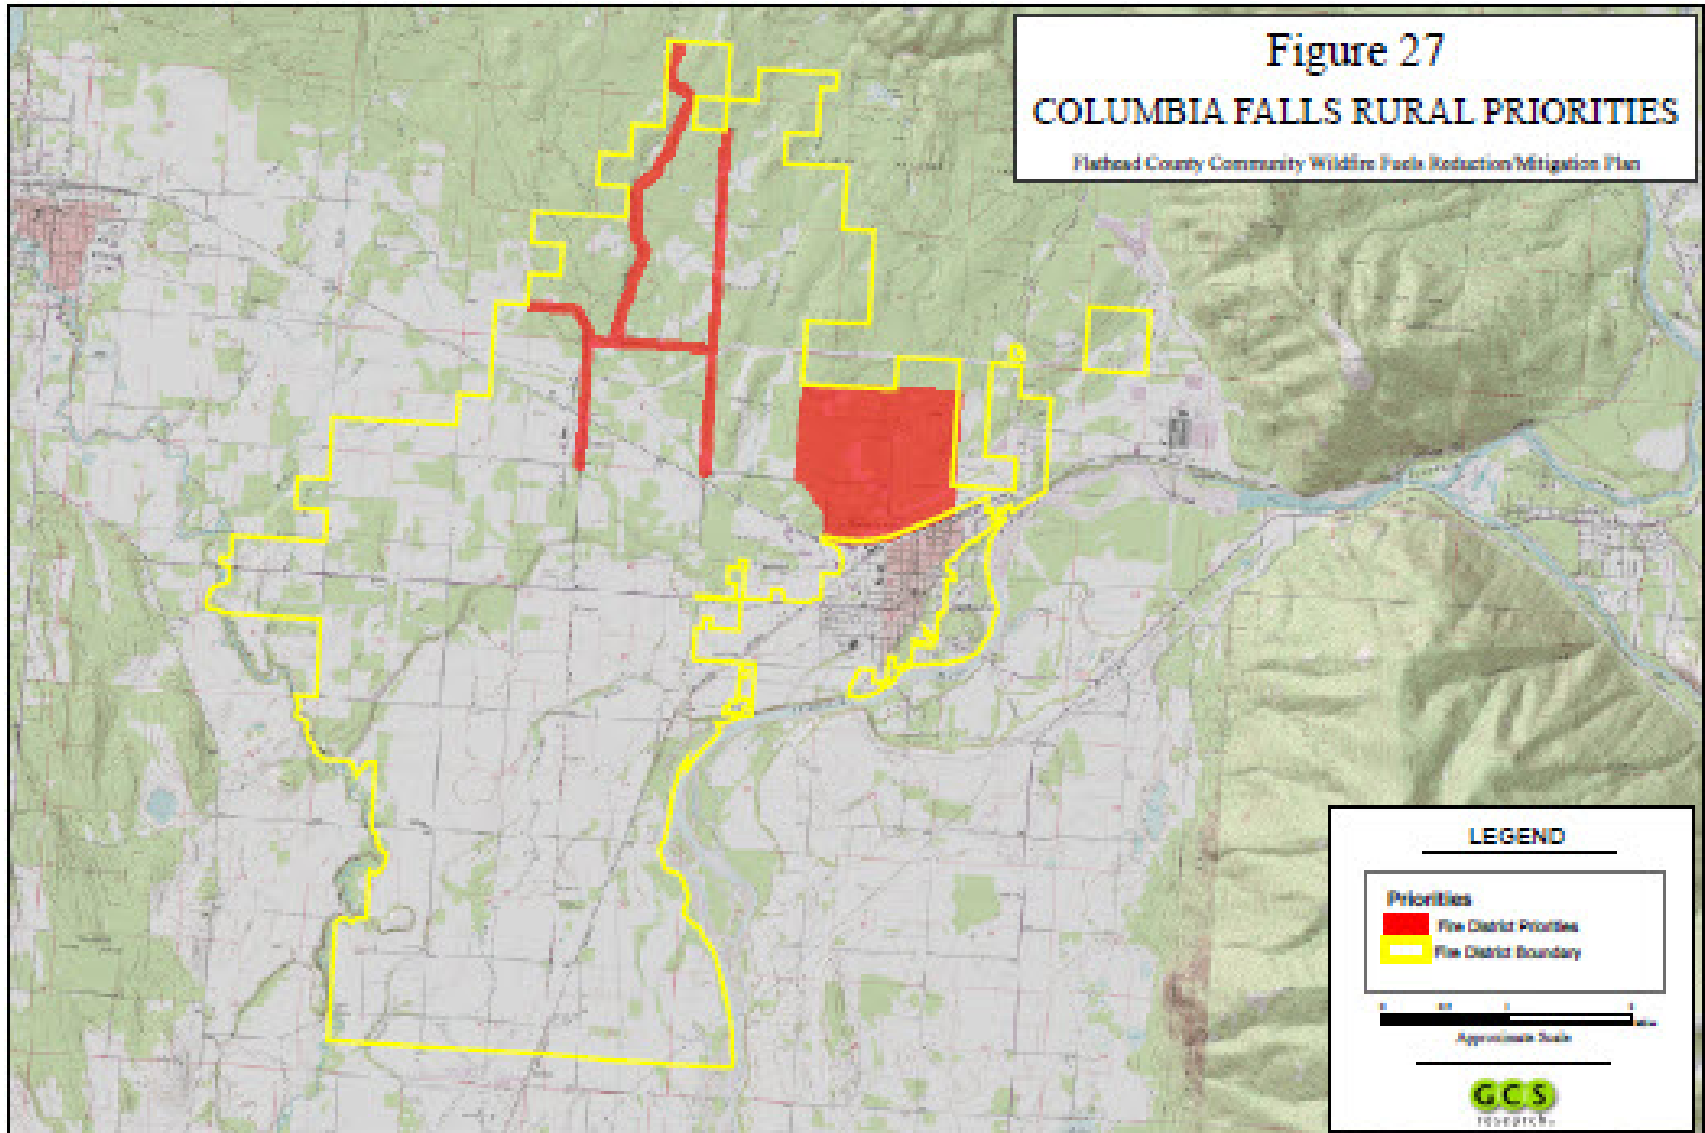 Figure 27
COLUMBIA FALLS RURAL PRIORITIES
Flathead County Community Wildfire Fuels Reduction/Mitigation Plan
LEGEND
Priorities
Fire District Priorities
Fire District Boundary
Approximate Scale
GCS
research